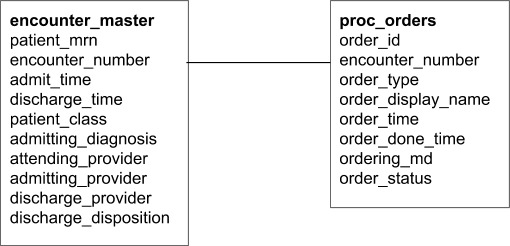 encounter_master
patient_mrn
encounter_number
admit_time
discharge_time
patient_class
admitting_diagnosis
attending_provider
admitting_provider
discharge_provider
discharge_disposition
proc_orders
order_id
encounter_number
order_type
order_display_name
order_time
order_done_time
ordering_md
order_status